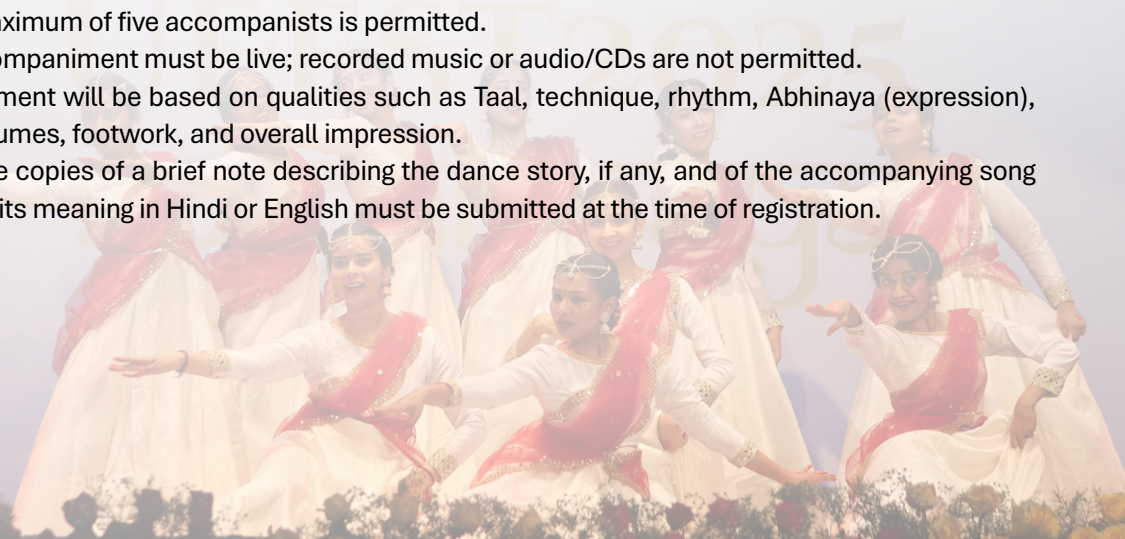 ximum of five accompanists is permitted.
ompaniment must be live; recorded music or audio/CDs are not permitted.
ment will be based on qualities such as Taal, technique, rhythm, Abhinaya (expression),
umes, footwork, and overall impression.
e copies of a brief note describing the dance story, if any, and of the accompanying song
its meaning in Hindi or English must be submitted at the time of registration.